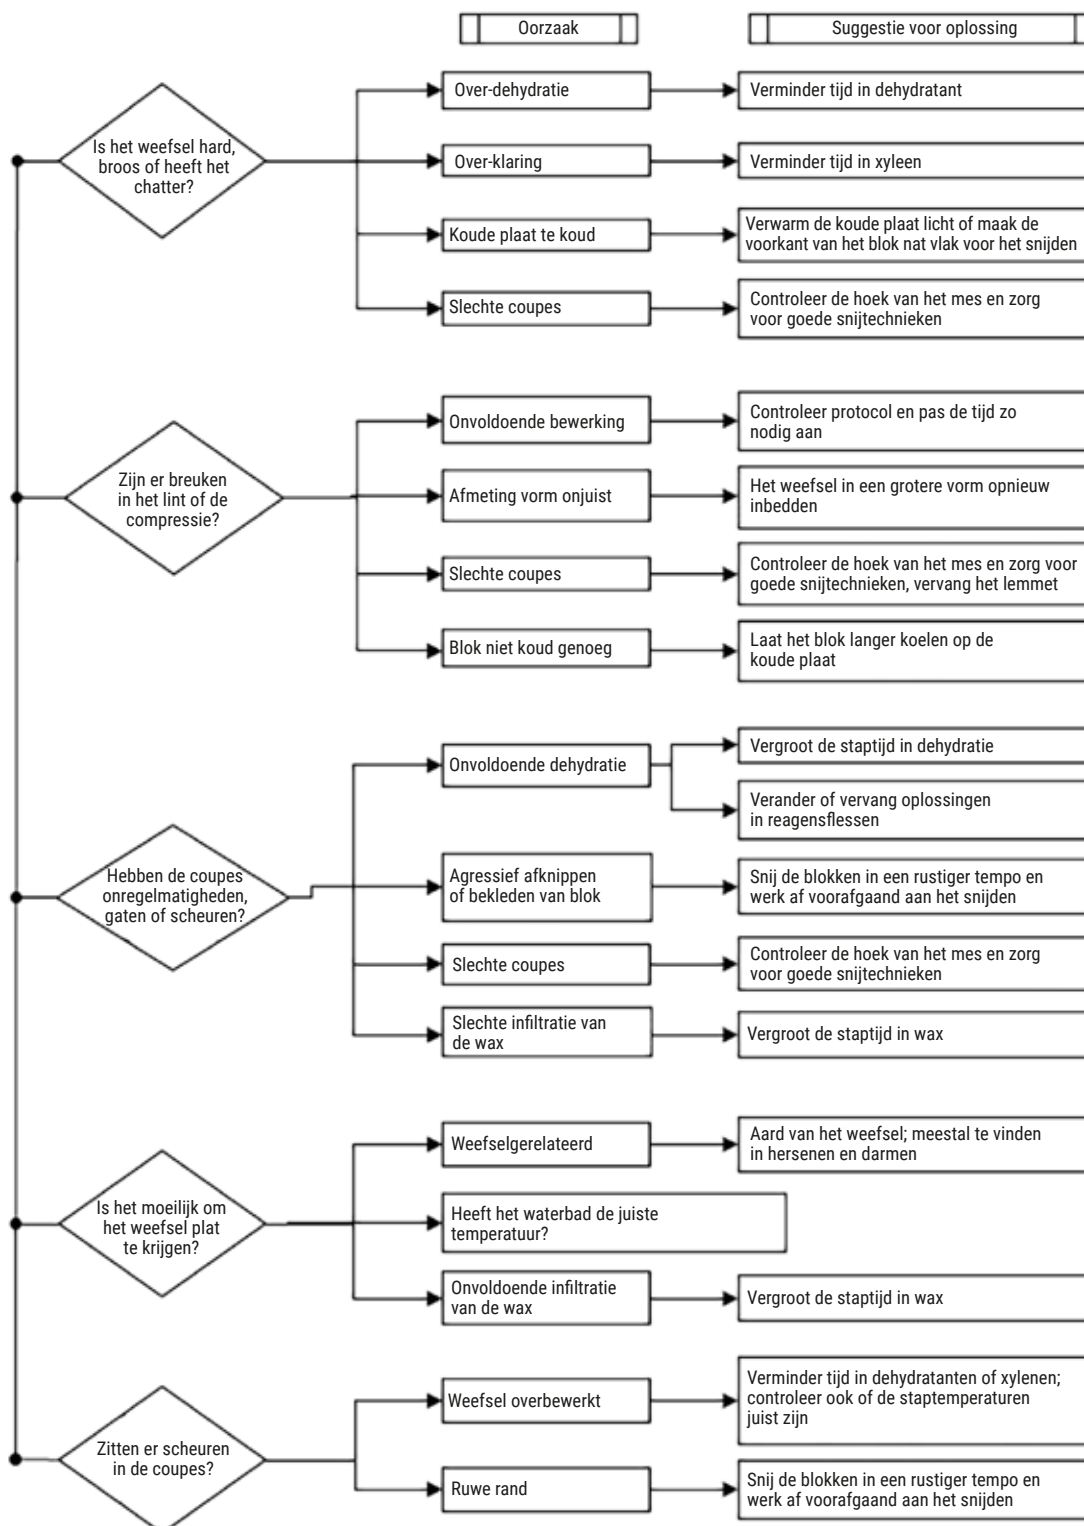 Oorzaak
Suggestie voor oplossing
Is het weefsel hard,
broos of heeft het
chatter?
Over-dehydratie
Verminder tijd in dehydratant
Over-klaring
Verminder tijd in xyleen
Koude plaat te koud
Verwarm de koude plaat licht of maak de
voorkant van het blok nat vlak voor het snijden
Slechte coupes
Controleer de hoek van het mes en zorg
voor goede snijtechnieken
Zijn er breuken
in het lint of de
compressie?
Onvoldoende bewerking
Controleer protocol en pas de tijd zo
nodig aan
Afmeting vorm onjuist
Het weefsel in een grotere vorm opnieuw
inbedden
Slechte coupes
Controleer de hoek van het mes en zorg voor
goede snijtechnieken, vervang het lemmet
Blok niet koud genoeg
Laat het blok langer koelen op de
koude plaat
Hebben de coupes
onregelmatigheden,
gaten of scheuren?
Onvoldoende dehydratie
Vergroot de staptijd in dehydratie
Verander of vervang oplossingen
in reagensflessen
Agressief afknippen
of bekleden van blok
Snij de blokken in een rustiger tempo en
werk af voorafgaand aan het snijden
Slechte coupes
Controleer de hoek van het mes en zorg
voor goede snijtechnieken
Slechte infiltratie van
de wax
Vergroot de staptijd in wax
Is het moeilijk om
het weefsel plat
te krijgen?
Weefselgerelateerd
Aard van het weefsel; meestal te vinden
in hersenen en darmen
Heeft het waterbad de juiste
temperatuur?
Onvoldoende infiltratie
van de wax
Vergroot de staptijd in wax
Zitten er scheuren
in de coupes?
Weefsel overbewerkt
Verminder tijd in dehydratanten of xylenen;
controleer ook of de staptemperaturen
juist zijn
Ruwe rand
Snij de blokken in een rustiger tempo en
werk af voorafgaand aan het snijden